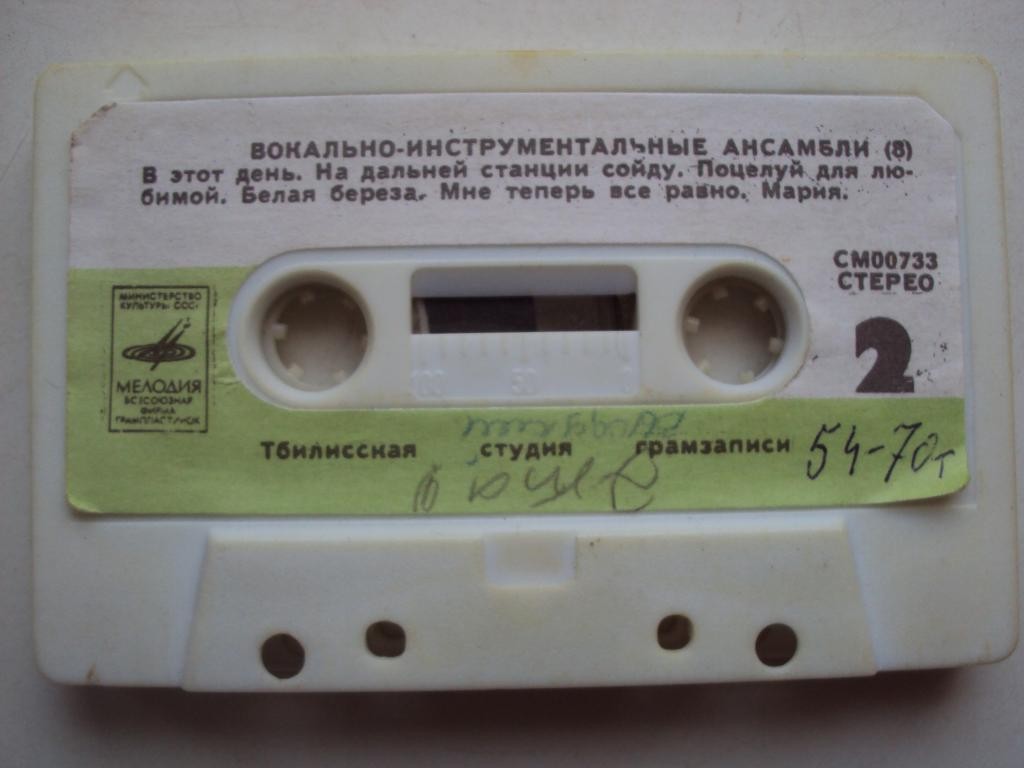 ВОКАЛЬНО-ИНСТРУМЕНТАЛЬНЫЕ АНСАМБЛИ (8)
В этот день. На дальней станции сойду. Поцелуй для лю-
бимой. Белая береза. Мне теперь все равно. Мария.
СМ00733
СТЕРЕО
МИНИСТЕРСТВО
КУЛЬТУРЫ СССР
МЕЛОДИЯ
ВСЕСОЮЗНАЯ
ФИРМА
ГРАМПЛАСТИНОК
2
100 50 0
Тбилисская студия грамзаписи
54-70т